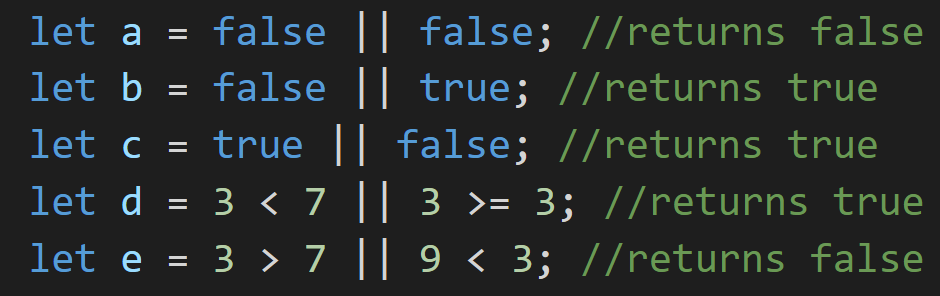 let a = false || false; //returns false
let b = false || true; //returns true
let c = true || false; //returns true
let d = 3 < 7 || 3 >= 3; //returns true
let e = 3 > 7 || 9 < 3; //returns false